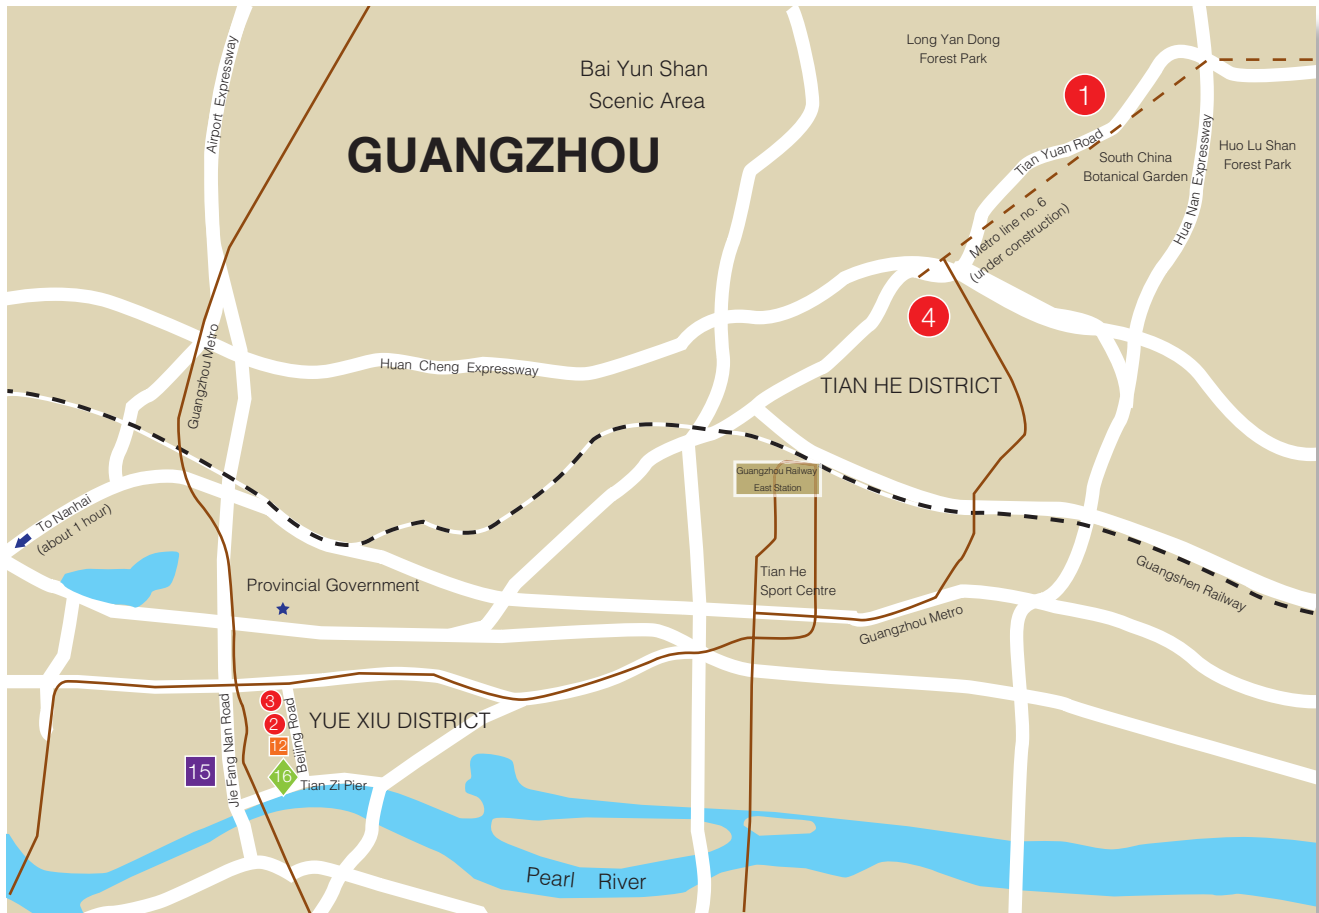 Long Yan Dong
Forest Park
Bai Yun Shan
Scenic Area
Airport Expressway
1
GUANGZHOU
Tian Yuan Road
South China
Botanical Garden
Huo Lu Shan
Forest Park
Hua Nan Expressway
Metro line no. 6
(under construction)
4
Guangzhou Metro
Huan Cheng Expressway
TIAN HE DISTRICT
Guangzhou Railway
East Station
To Nanhai
(about 1 hour)
Provincial Government
Tian He
Sport Centre
Guangshen Railway
Guangzhou Metro
3
2
12
Beijing Road
YUE XIU DISTRICT
Jie Fang Nan Road
15
16
Tian Zi Pier
Pearl River